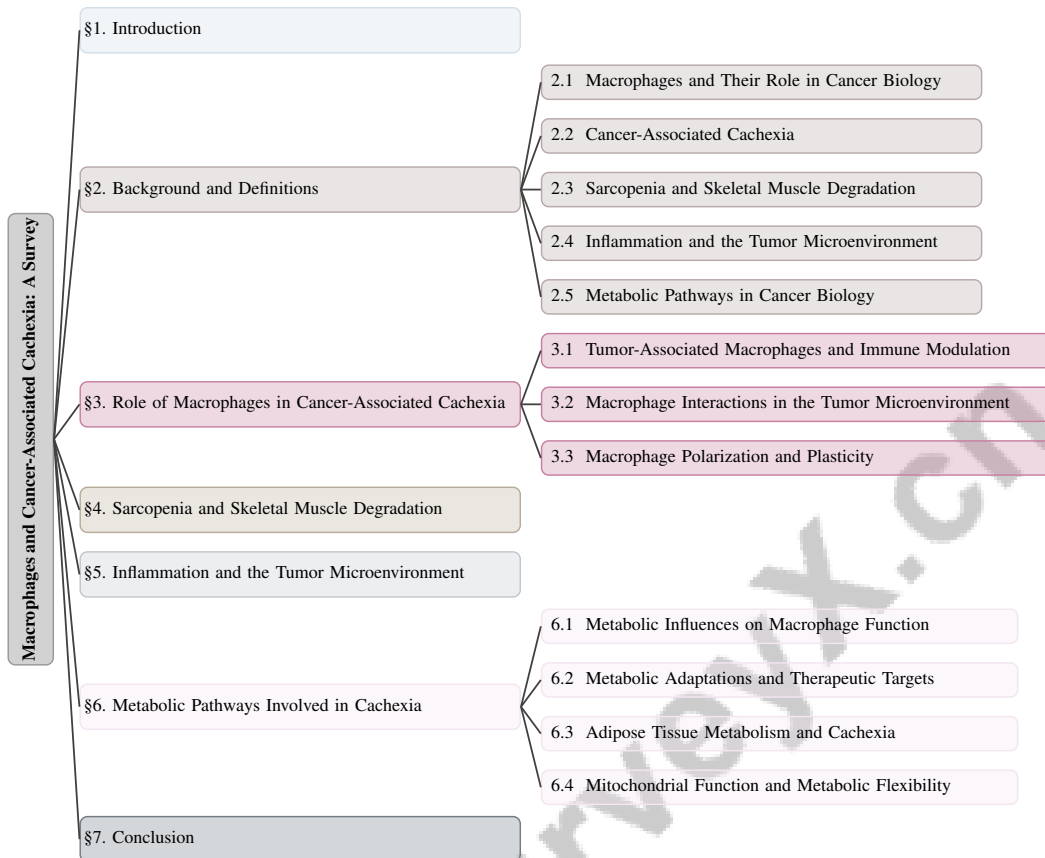 Macrophages and Cancer-Associated Cachexia: A Survey
§1. Introduction
§2. Background and Definitions
2.1 Macrophages and Their Role in Cancer Biology
2.2 Cancer-Associated Cachexia
2.3 Sarcopenia and Skeletal Muscle Degradation
2.4 Inflammation and the Tumor Microenvironment
2.5 Metabolic Pathways in Cancer Biology
§3. Role of Macrophages in Cancer-Associated Cachexia
3.1 Tumor-Associated Macrophages and Immune Modulation
3.2 Macrophage Interactions in the Tumor Microenvironment
3.3 Macrophage Polarization and Plasticity
§4. Sarcopenia and Skeletal Muscle Degradation
§5. Inflammation and the Tumor Microenvironment
§6. Metabolic Pathways Involved in Cachexia
6.1 Metabolic Influences on Macrophage Function
6.2 Metabolic Adaptations and Therapeutic Targets
6.3 Adipose Tissue Metabolism and Cachexia
6.4 Mitochondrial Function and Metabolic Flexibility
§7. Conclusion
rveyx.cn